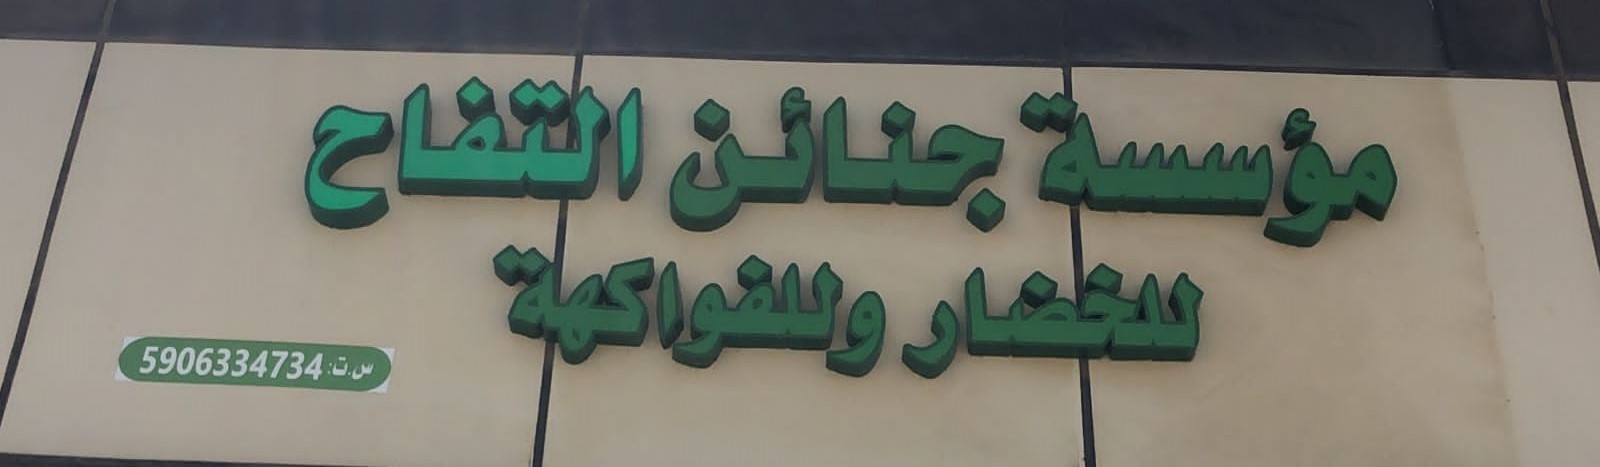 مؤسسة جنائن التفاح
للخضار وللفواكهة
س.ت: 5906334734